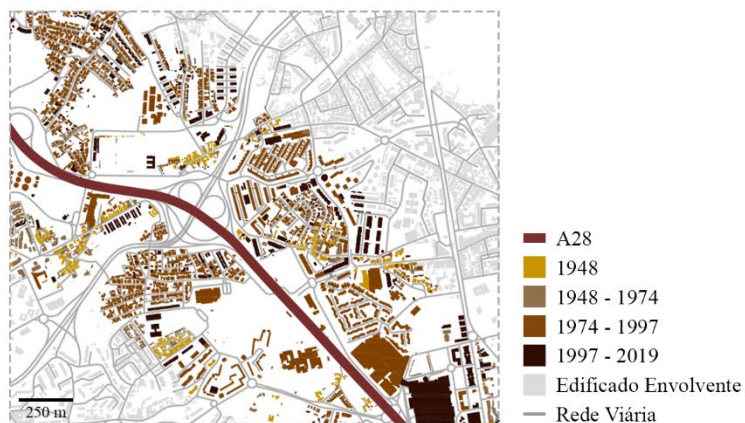 A28
1948
1948 - 1974
1974 - 1997
1997 - 2019
Edificado Envolvente
Rede Viária
250 m